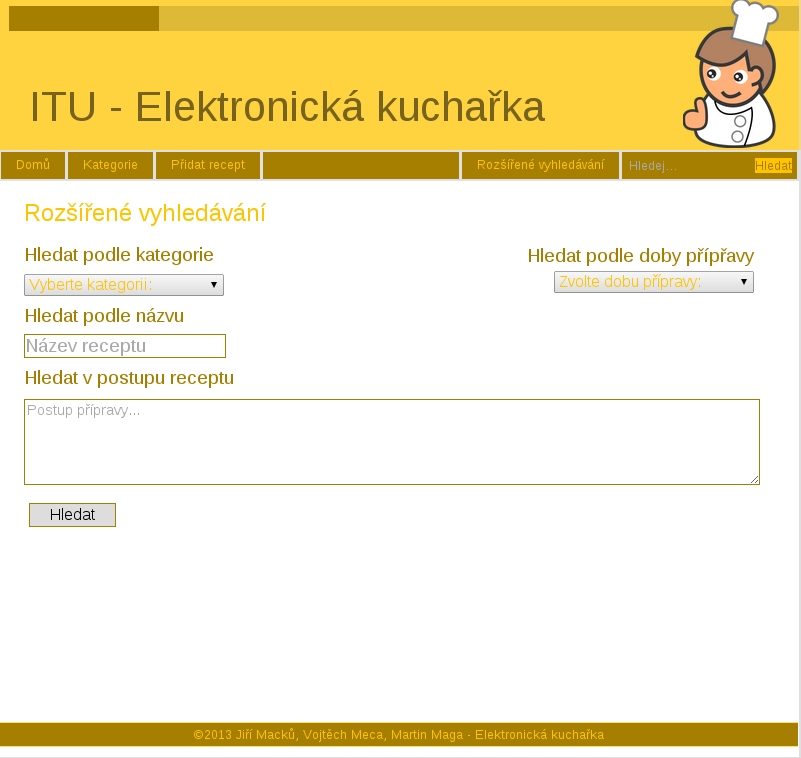 ITU - Elektronická kuchařka
Domů Kategorie Přidat recept Rozšířené vyhledávání Hledej... Hledat
Rozšířené vyhledávání
Hledat podle kategorie Hledat podle doby přípřavy
Vyberte kategorii: Zvolte dobu přípravy:
Hledat podle názvu
Název receptu
Hledat v postupu receptu
Postup přípravy...
Hledat
©2013 Jiří Macků, Vojtěch Meca, Martin Maga - Elektronická kuchařka